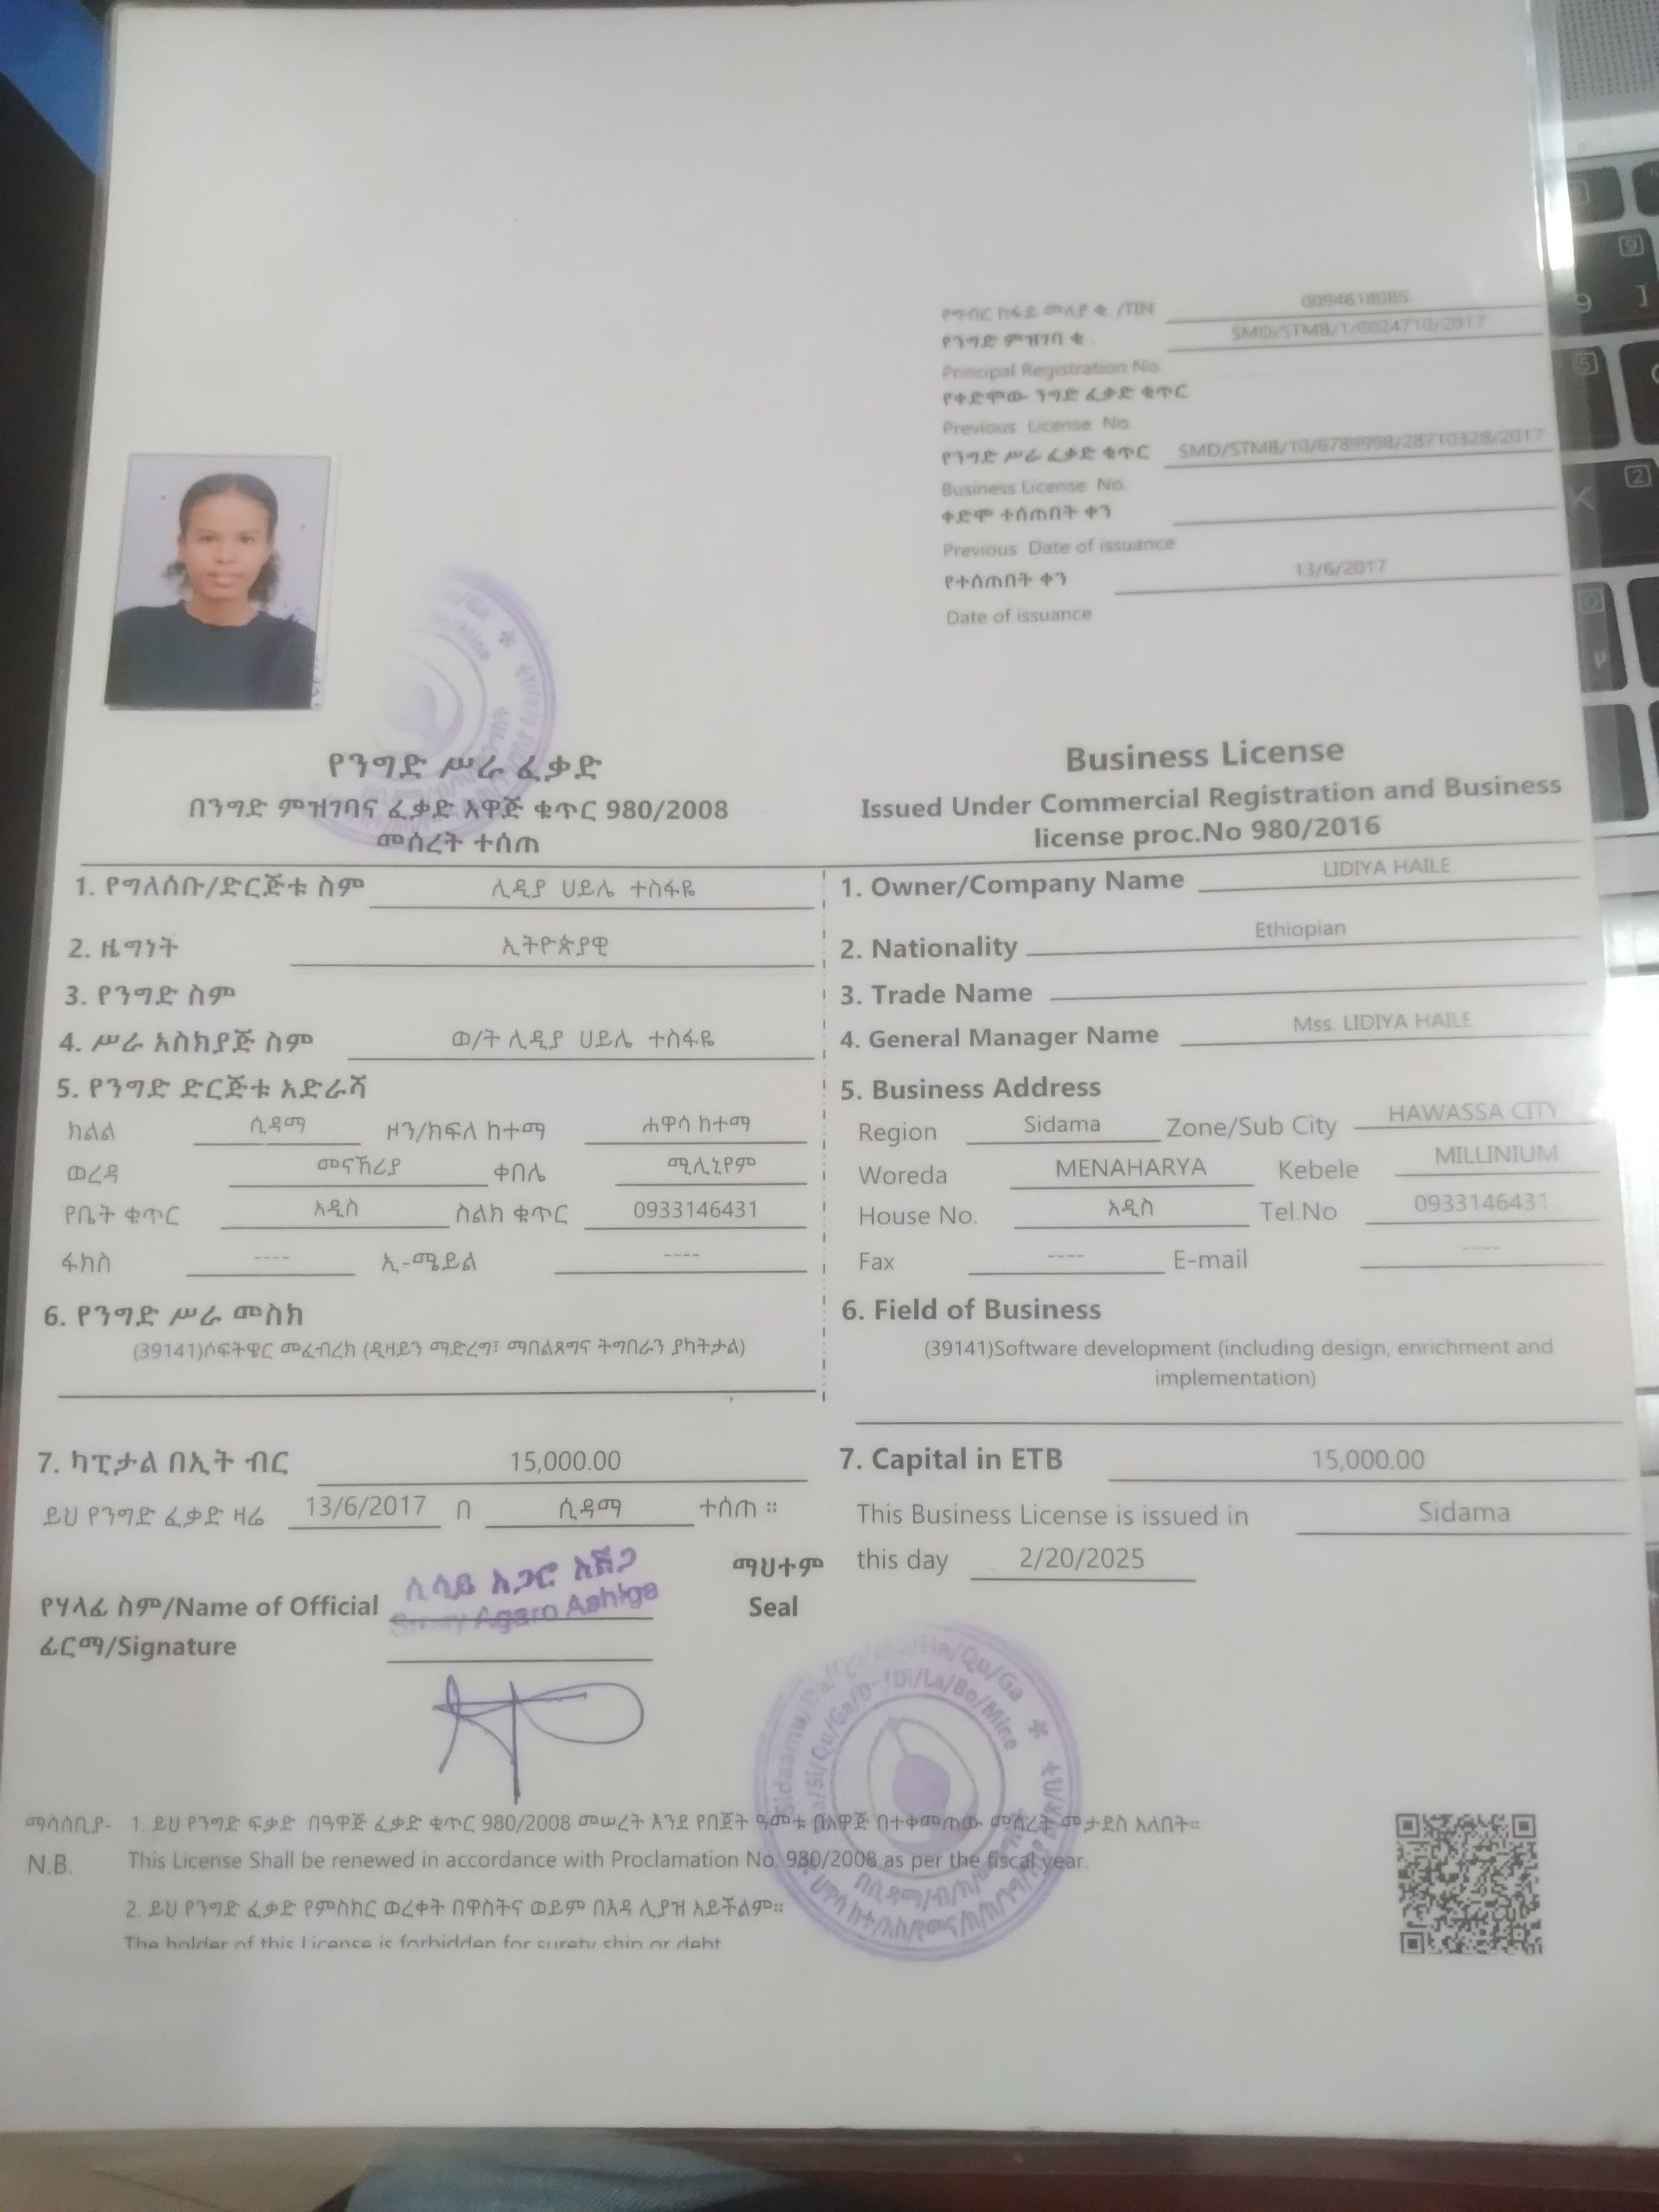 የግብር ከፋይ መለያ ቁ. /TIN 0094618085
የንግድ ምዝገባ ቁ. SMD/STMB/1/0024710/2017
Principal Registration No.
የቀድሞው ንግድ ፈቃድ ቁጥር
Previous License No.
የንግድ ሥራ ፈቃድ ቁጥር SMD/STMB/10/6789998/28710328/2017
Business License No.
ቀድሞ ተሰጠበት ቀን
Previous Date of issuance
የተሰጠበት ቀን 13/6/2017
Date of issuance
የንግድ ሥራ ፈቃድ
በንግድ ምዝገባና ፈቃድ አዋጅ ቁጥር 980/2008
መሰረት ተሰጠ
Business License
Issued Under Commercial Registration and Business
license proc.No 980/2016
1. የግለሰቡ/ድርጅቱ ስም ሊዲያ ሀይሌ ተስፋዬ
2. ዜግነት ኢትዮጵያዊ
3. የንግድ ስም
4. ሥራ አስኪያጅ ስም ወ/ት ሊዲያ ሀይሌ ተስፋዬ
5. የንግድ ድርጅቱ አድራሻ
ክልል ሲዳማ ዞን/ክፍለ ከተማ ሐዋሳ ከተማ
ወረዳ መናኸሪያ ቀበሌ ሚሊኒየም
የቤት ቁጥር አዲስ ስልክ ቁጥር 0933146431
ፋክስ ---- ኢ-ሜይል ----
6. የንግድ ሥራ መስክ
(39141)ሶፍትዌር መፈብረክ (ዲዛይን ማድረግ፣ ማበልጸግና ትግበራን ያካትታል)
7. ካፒታል በኢት ብር 15,000.00
ይህ የንግድ ፈቃድ ዛሬ 13/6/2017 በ ሲዳማ ተሰጠ ።
1. Owner/Company Name LIDIYA HAILE
2. Nationality Ethiopian
3. Trade Name
4. General Manager Name Mss. LIDIYA HAILE
5. Business Address
Region Sidama Zone/Sub City HAWASSA CITY
Woreda MENAHARYA Kebele MILLINIUM
House No. አዲስ Tel.No 0933146431
Fax ---- E-mail ----
6. Field of Business
(39141)Software development (including design, enrichment and
implementation)
7. Capital in ETB 15,000.00
This Business License is issued in Sidama
this day 2/20/2025
ሲሳይ አጋሮ አሽጋ
የሃላፊ ስም/Name of Official Agaro Ashiga
ፊርማ/Signature
ማህተም
Seal
ማሳሰቢያ- 1. ይህ የንግድ ፍቃድ በዓዋጅ ፈቃድ ቁጥር 980/2008 መሠረት እንደ የበጀት ዓመቱ በአዋጅ በተቀመጠው መሰረት መታደስ አለበት።
N.B. This License Shall be renewed in accordance with Proclamation No. 980/2008 as per the fiscal year.
2. ይህ የንግድ ፈቃድ የምስክር ወረቀት በዋስትና ወይም በእዳ ሊያዝ አይችልም።
The holder of this License is forbidden for surety ship or debt